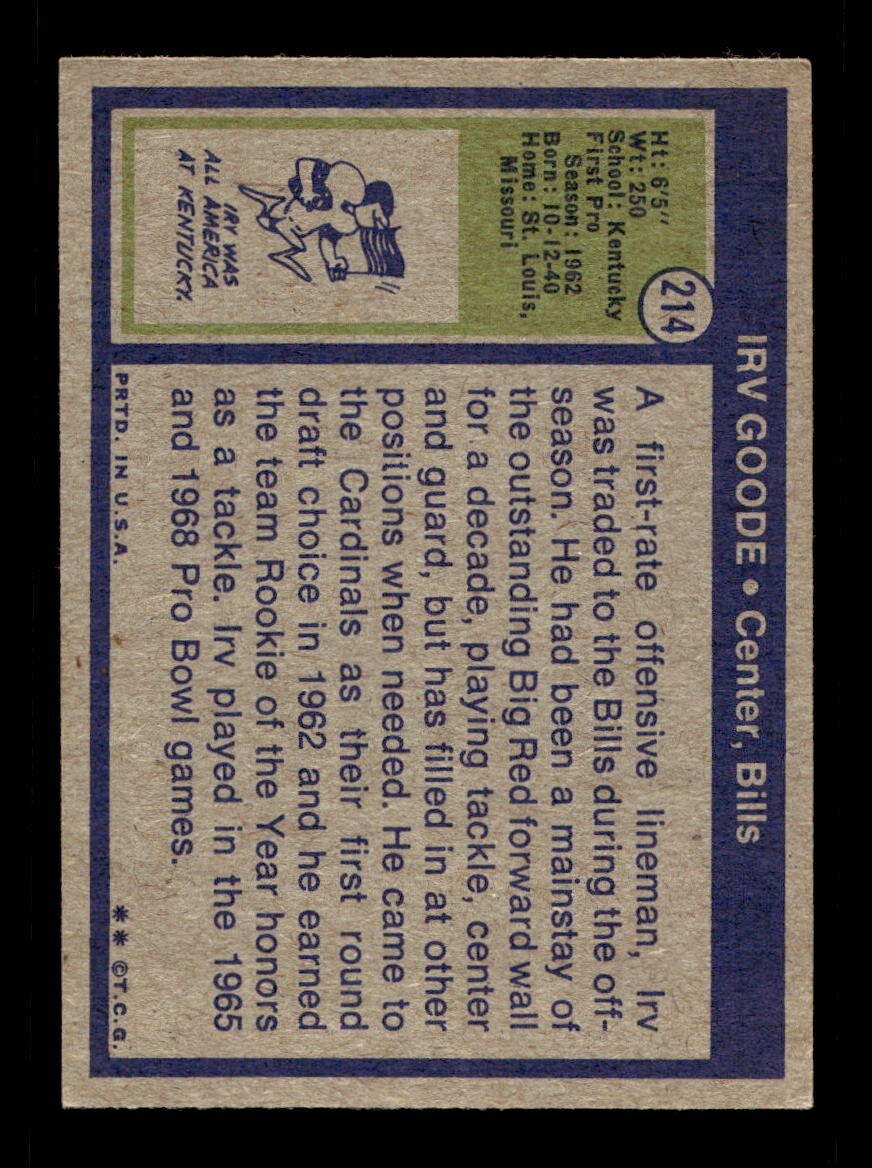 IRV GOODE • Center, Bills
214
Ht: 6'5"
Wt: 250
School: Kentucky
First Pro
Season: 1962
Born: 10-12-40
Home: St. Louis,
Missouri
IRV WAS
ALL AMERICA
AT KENTUCKY.
A first-rate offensive lineman, Irv
was traded to the Bills during the off-
season. He had been a mainstay of
the outstanding Big Red forward wall
for a decade, playing tackle, center
and guard, but has filled in at other
positions when needed. He came to
the Cardinals as their first round
draft choice in 1962 and he earned
the team Rookie of the Year honors
as a tackle. Irv played in the 1965
and 1968 Pro Bowl games.
PRTD. IN U.S.A.
** ©T.C.G.